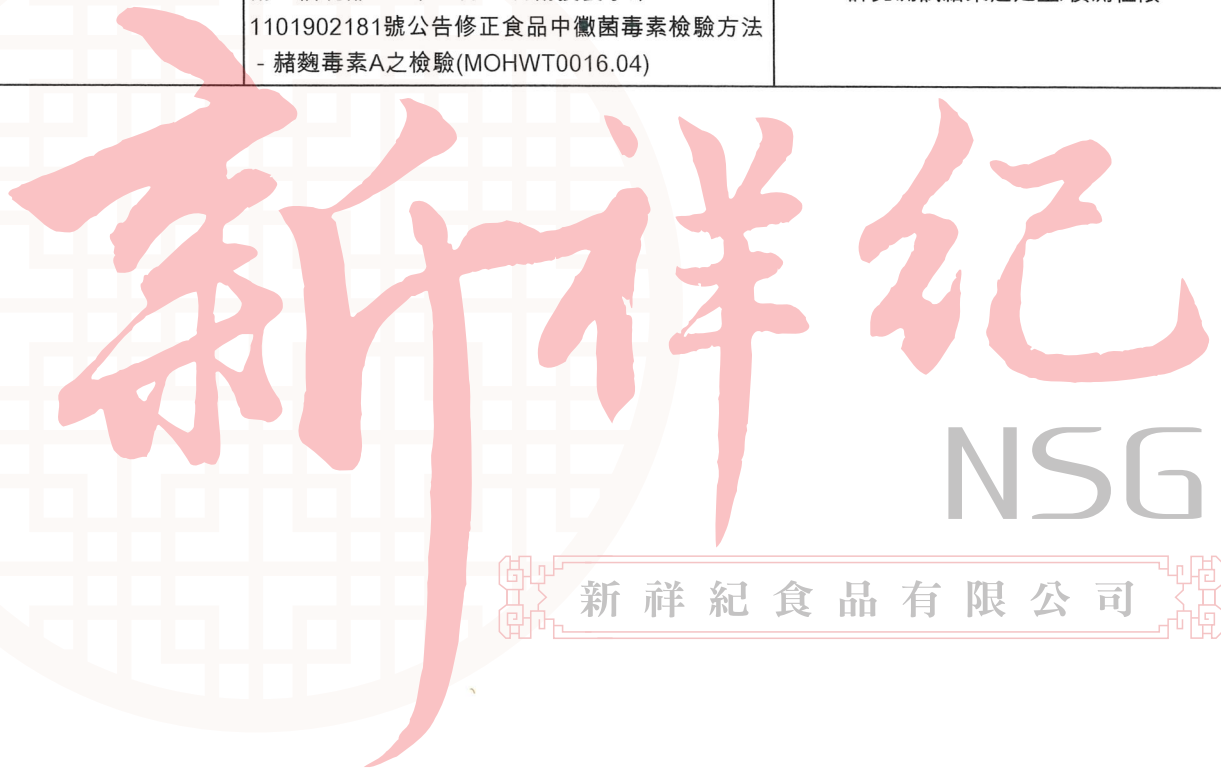 1101902181號公告修正食品中黴菌毒素檢驗方法
- 赭麴毒素A之檢驗(MOHWT0016.04)
新祥紀
NSG
新祥紀食品有限公司